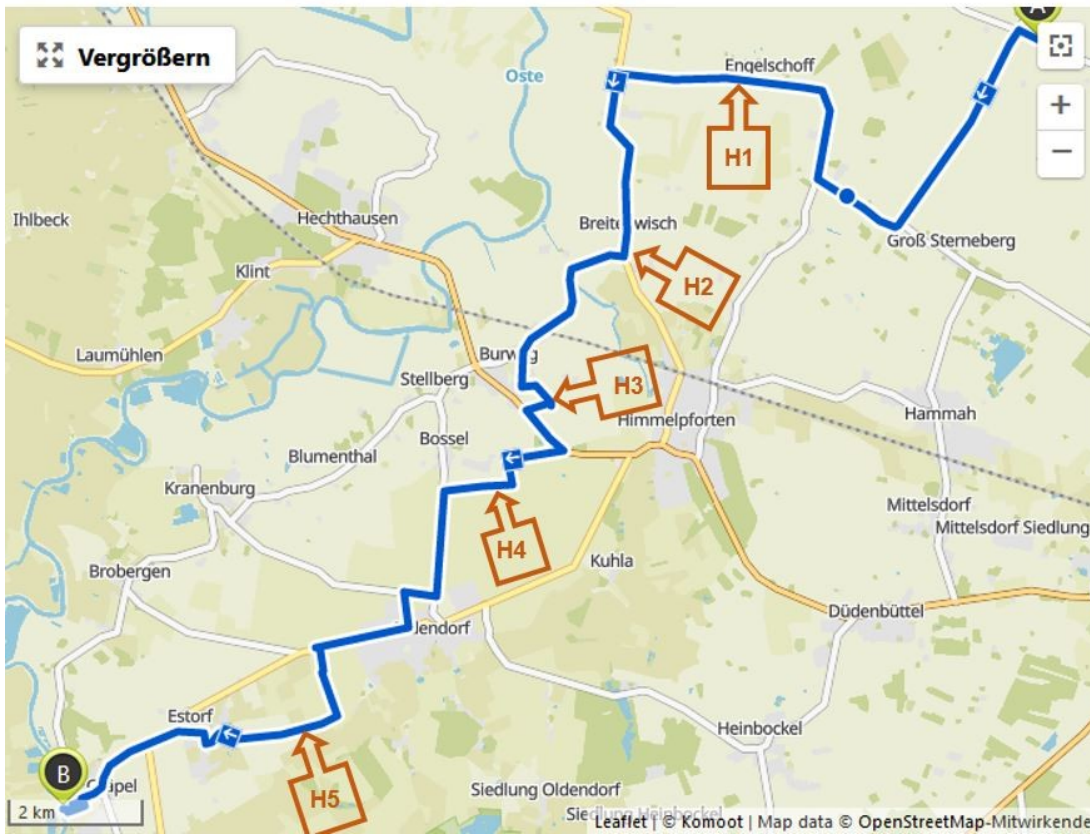 A
Vergrößern
Oste
Engelschoff
+
−
H1
Ihlbeck
Hechthausen
Groß Sterneberg
Klint
H2
Laumühlen
Stellberg
H3
Himmelpforten
Hammah
Bossel
Blumenthal
Kranenburg
Mittelsdorf
Mittelsdorf Siedlung
H4
Kuhla
Brobergen
Düdenbüttel
Estorf
Heinbockel
B
H5
Siedlung Oldendorf
2 km
Leaflet | © Komoot | Map data © OpenStreetMap-Mitwirkende